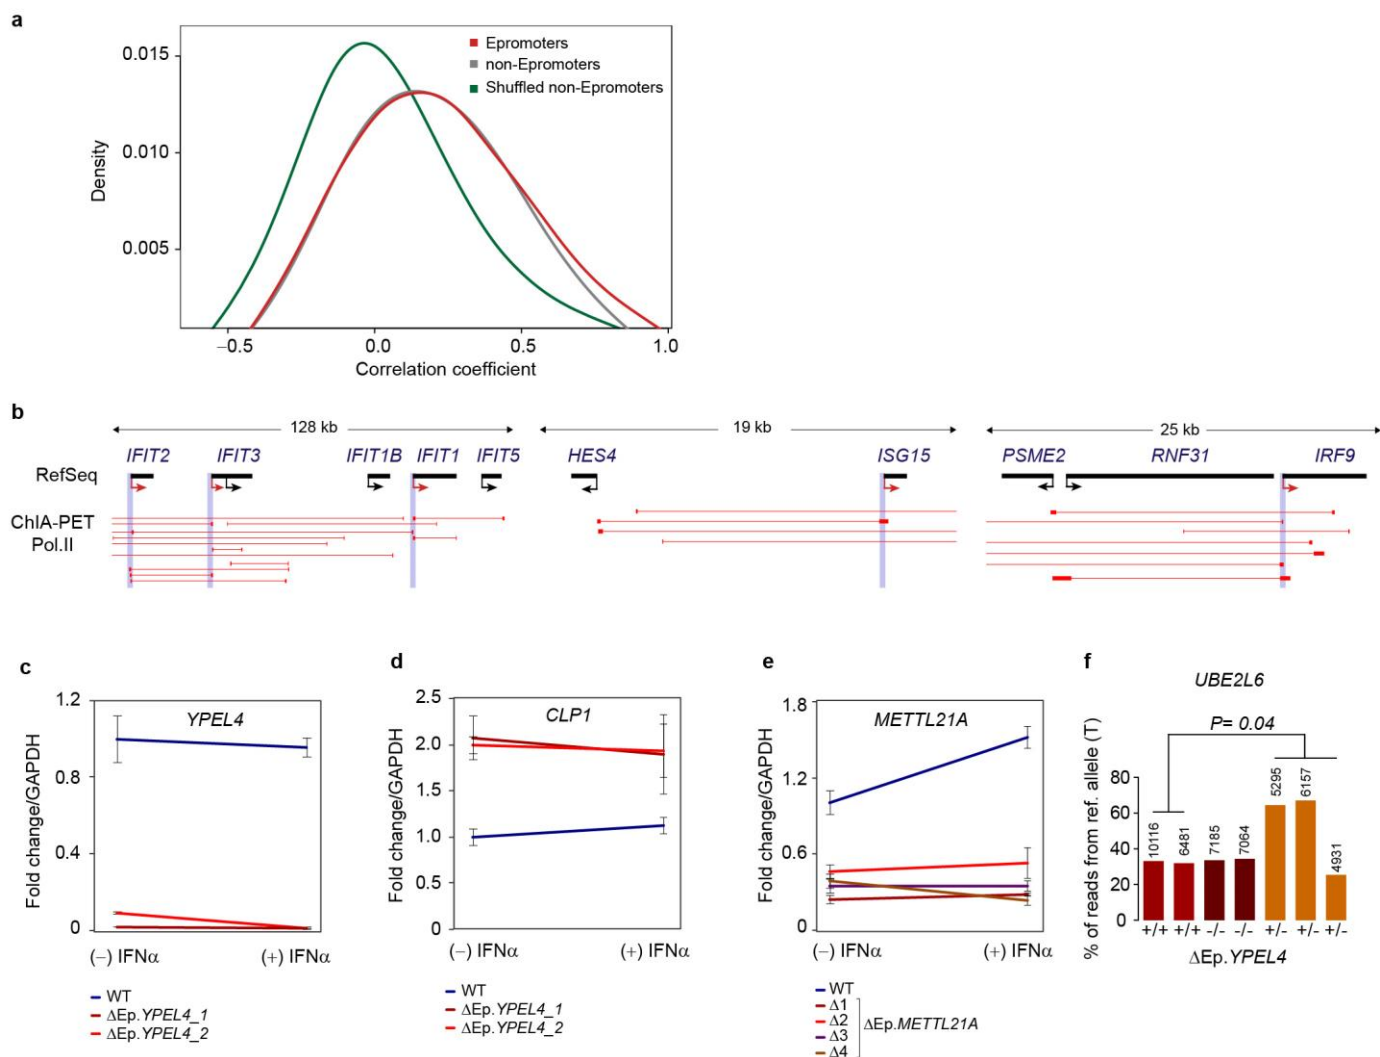 a
Epromoters
non-Epromoters
Shuffled non-Epromoters
0.015
0.010
0.005
Density
−0.5
0.0
0.5
1.0
Correlation coefficient
b
128 kb
19 kb
25 kb
IFIT2
IFIT3
IFIT1B
IFIT1
IFIT5
HES4
ISG15
PSME2
RNF31
IRF9
RefSeq
ChIA-PET
Pol.II
c
YPEL4
Fold change/GAPDH
1.2
0.8
0.4
0
(−) IFNα
(+) IFNα
WT
ΔEp.YPEL4_1
ΔEp.YPEL4_2
d
CLP1
Fold change/GAPDH
2.5
2.0
1.5
1.0
0.5
0
(−) IFNα
(+) IFNα
WT
ΔEp.YPEL4_1
ΔEp.YPEL4_2
e
METTL21A
Fold change/GAPDH
1.8
1.2
0.6
0
(−) IFNα
(+) IFNα
WT
Δ1
Δ2
Δ3
Δ4
ΔEp.METTL21A
f
UBE2L6
P= 0.04
% of reads from ref. allele (T)
80
60
40
20
0
10116
6481
7185
7064
5295
6157
4931
+/+ +/+ -/- -/- +/- +/- +/-
ΔEp.YPEL4